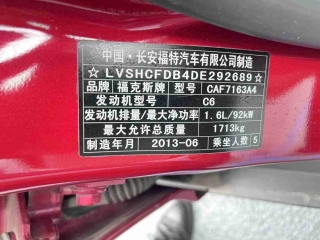 中国·长安福特汽车有限公司制造
☆LVSHCFDB4DE292689☆
品牌 福克斯牌 型号 CAF7163A4
发动机型号 C6
发动机排量/最大净功率 1.6L/92kW
最大允许总质量 1713kg
制造年月 2013-06 乘坐人数 5